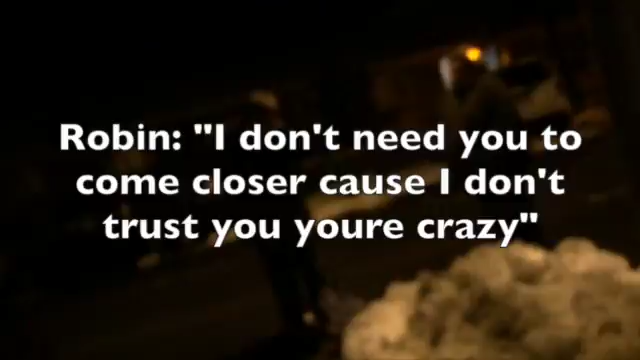 Robin: "I don't need you to
come closer cause I don't
trust you youre crazy"